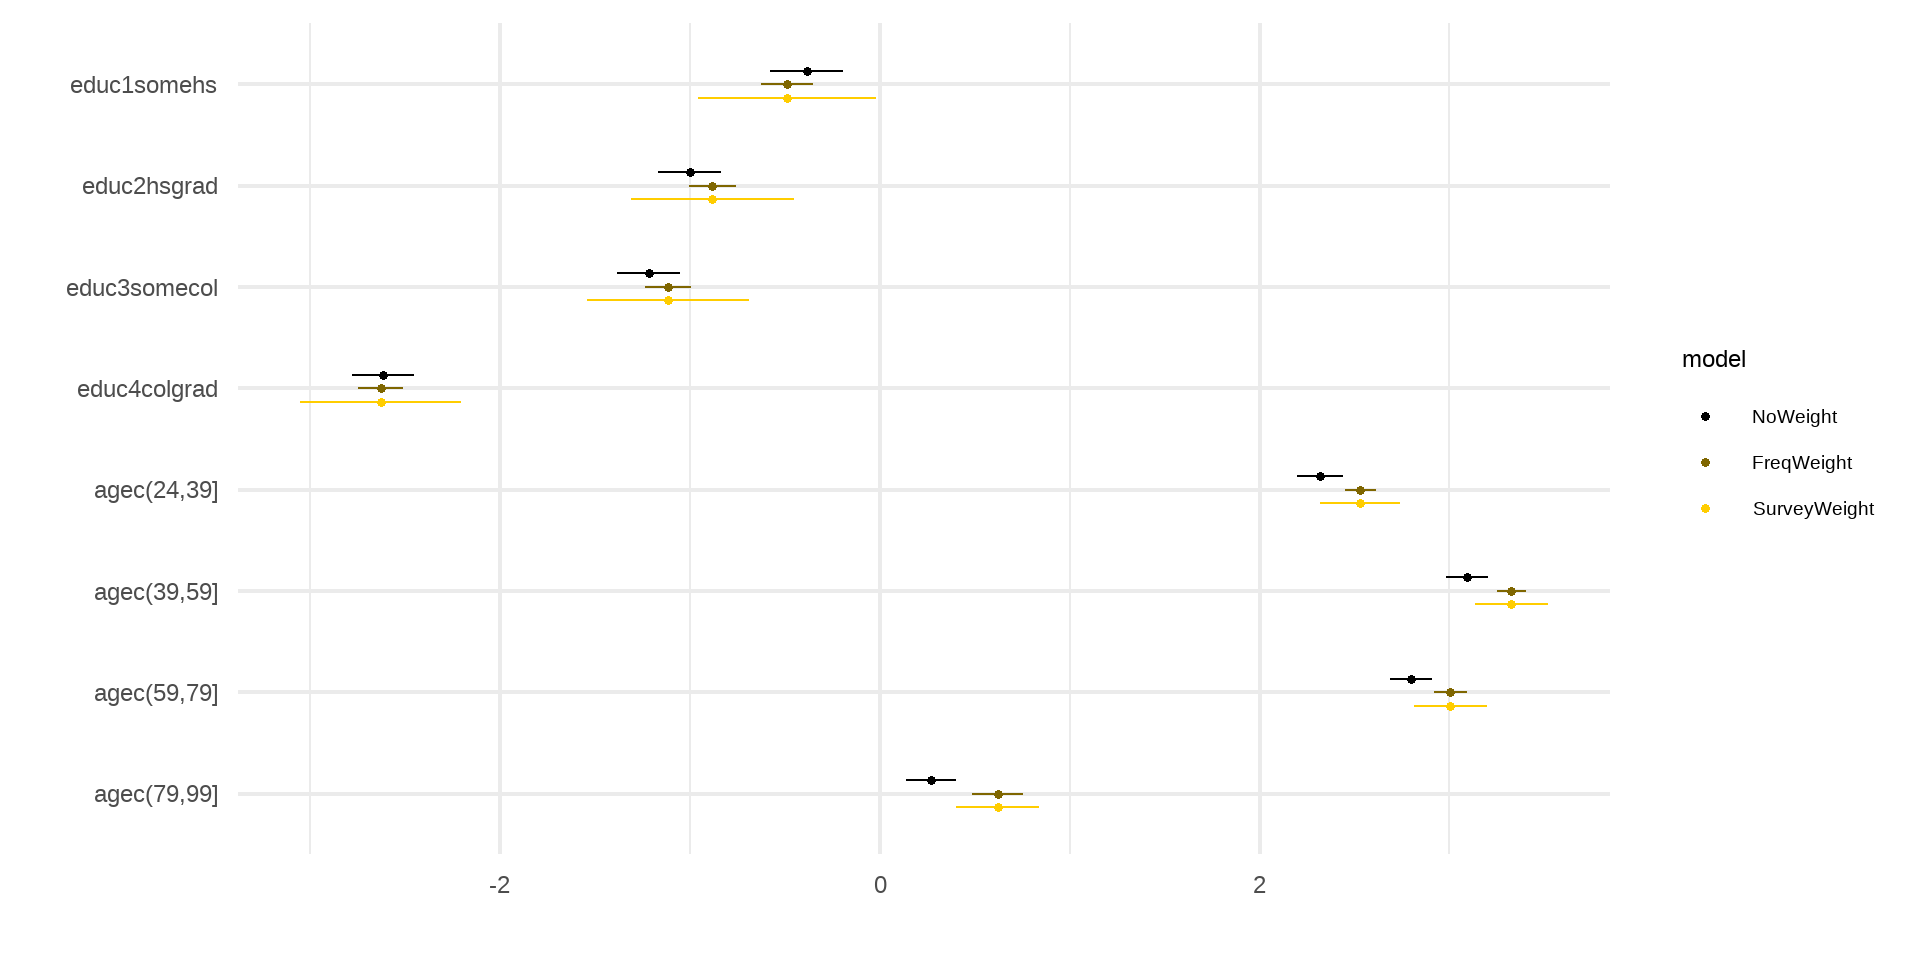 educ1somehs
educ2hsgrad
educ3somecol
educ4colgrad
agec(24,39]
agec(39,59]
agec(59,79]
agec(79,99]
-2
0
2
model
NoWeight
FreqWeight
SurveyWeight